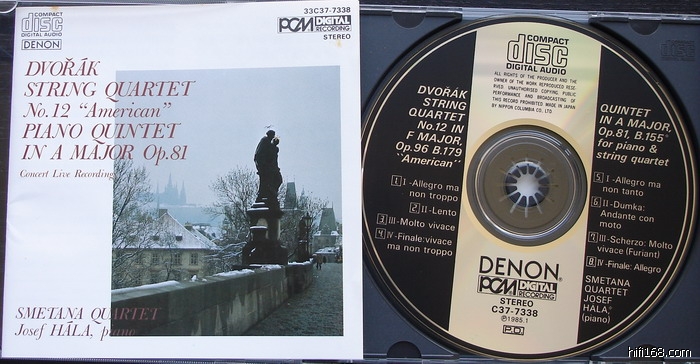 COMPACT
disc
DIGITAL AUDIO
DENON
33C37-7338
PCM DIGITAL
RECORDING
STEREO
DVOŘÁK
STRING QUARTET
No.12 "American"
PIANO QUINTET
IN A MAJOR Op.81
Concert Live Recording
SMETANA QUARTET
Josef HÁLA, piano
COMPACT
disc
DIGITAL AUDIO
ALL RIGHTS OF THE PRODUCER AND THE
OWNER OF THE WORK REPRODUCED RESE-
RVED. UNAUTHORISED COPYING PUBLIC
PERFORMANCE AND BROADCASTING OF
THIS RECORD PROHIBITED. MADE IN JAPAN
BY NIPPON COLUMBIA CO. LTD
DVOŘÁK
STRING
QUARTET
No.12 IN
F MAJOR,
Op.96 B.179
"American"
1 I-Allegro ma
non troppo
2 II-Lento
3 III-Molto vivace
4 IV-Finale:vivace
ma non troppo
QUINTET
IN A MAJOR,
Op.81, B.155*
for piano &
string quartet
5 I-Allegro ma
non tanto
6 II-Dumka:
Andante con
moto
7 III-Scherzo: Molto
vivace (Furiant)
8 IV-Finale: Allegro
SMETANA
QUARTET
JOSEF
HÁLA*
(piano)
DENON®
PCM DIGITAL
RECORDING
STEREO
C37-7338
Ⓟ1985.1
P.D.
hifi168.com